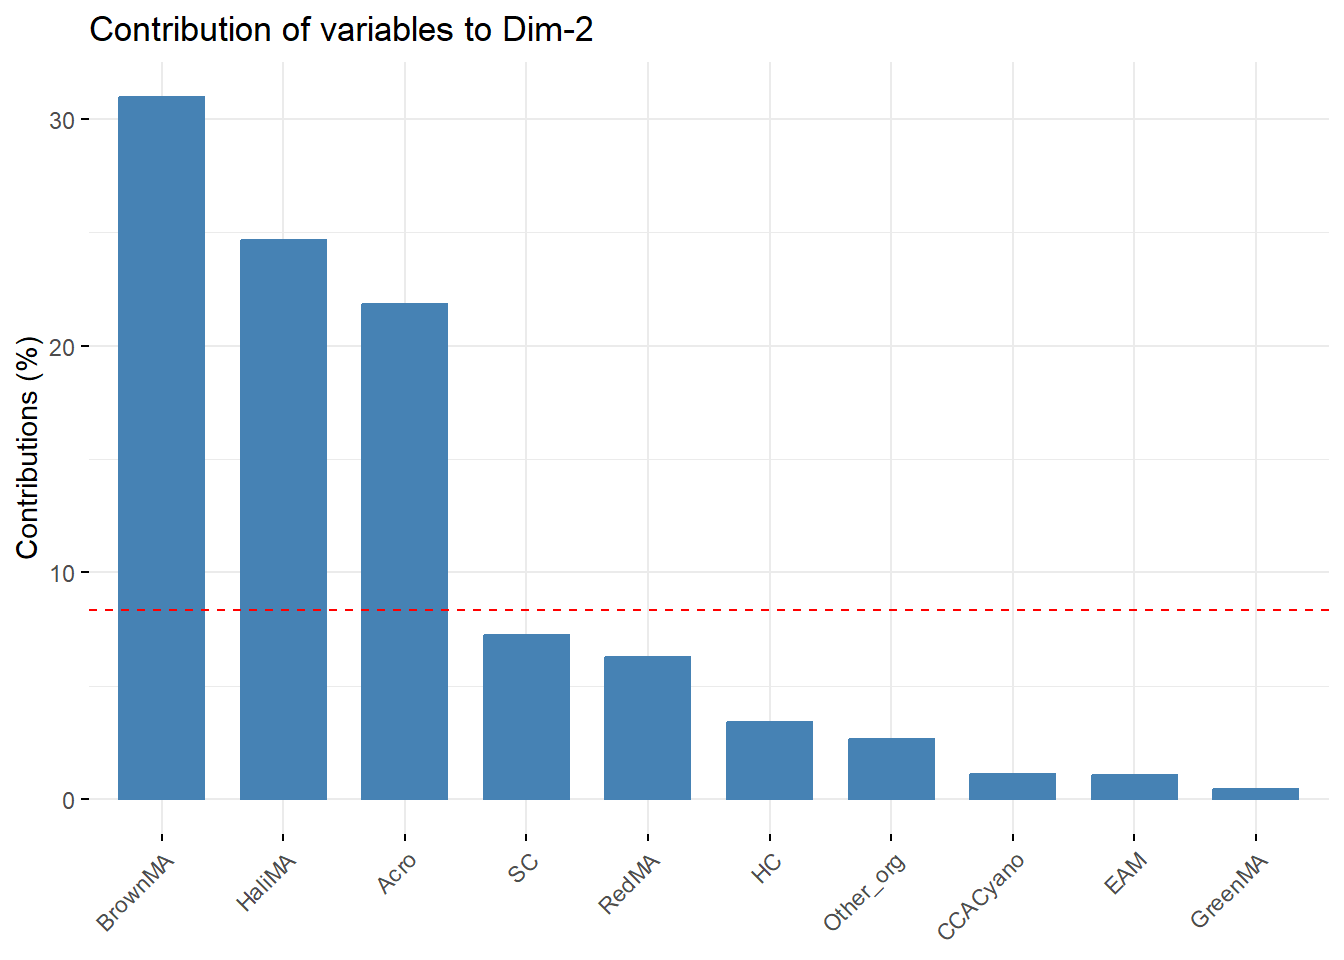 Contribution of variables to Dim-2
Contributions (%)
30
20
10
0
BrownMA
HaliMA
Acro
SC
RedMA
HC
Other_org
CCACyano
EAM
GreenMA